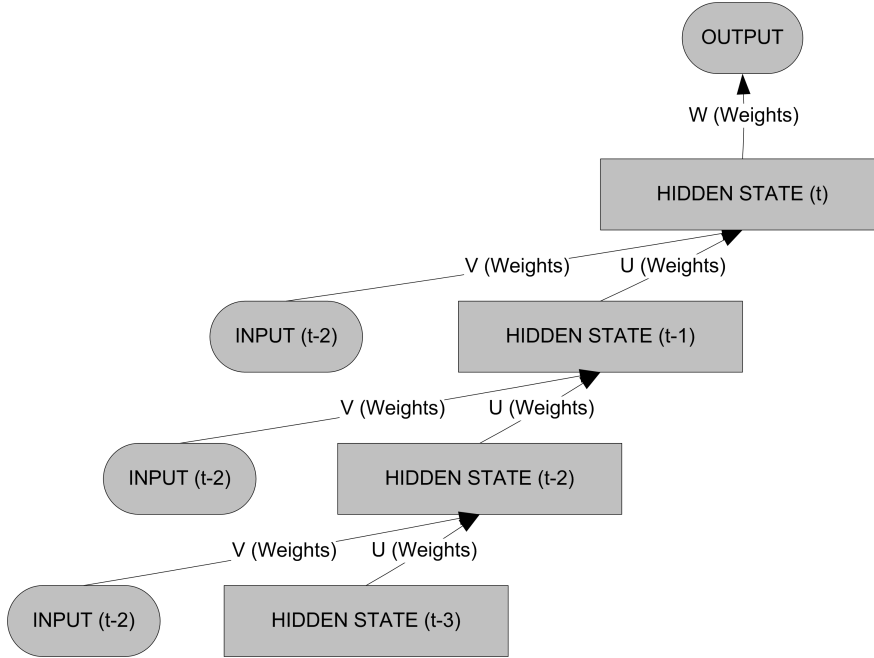 OUTPUT
W (Weights)
HIDDEN STATE (t)
V (Weights)
U (Weights)
INPUT (t-2)
HIDDEN STATE (t-1)
V (Weights)
U (Weights)
INPUT (t-2)
HIDDEN STATE (t-2)
V (Weights)
U (Weights)
INPUT (t-2)
HIDDEN STATE (t-3)